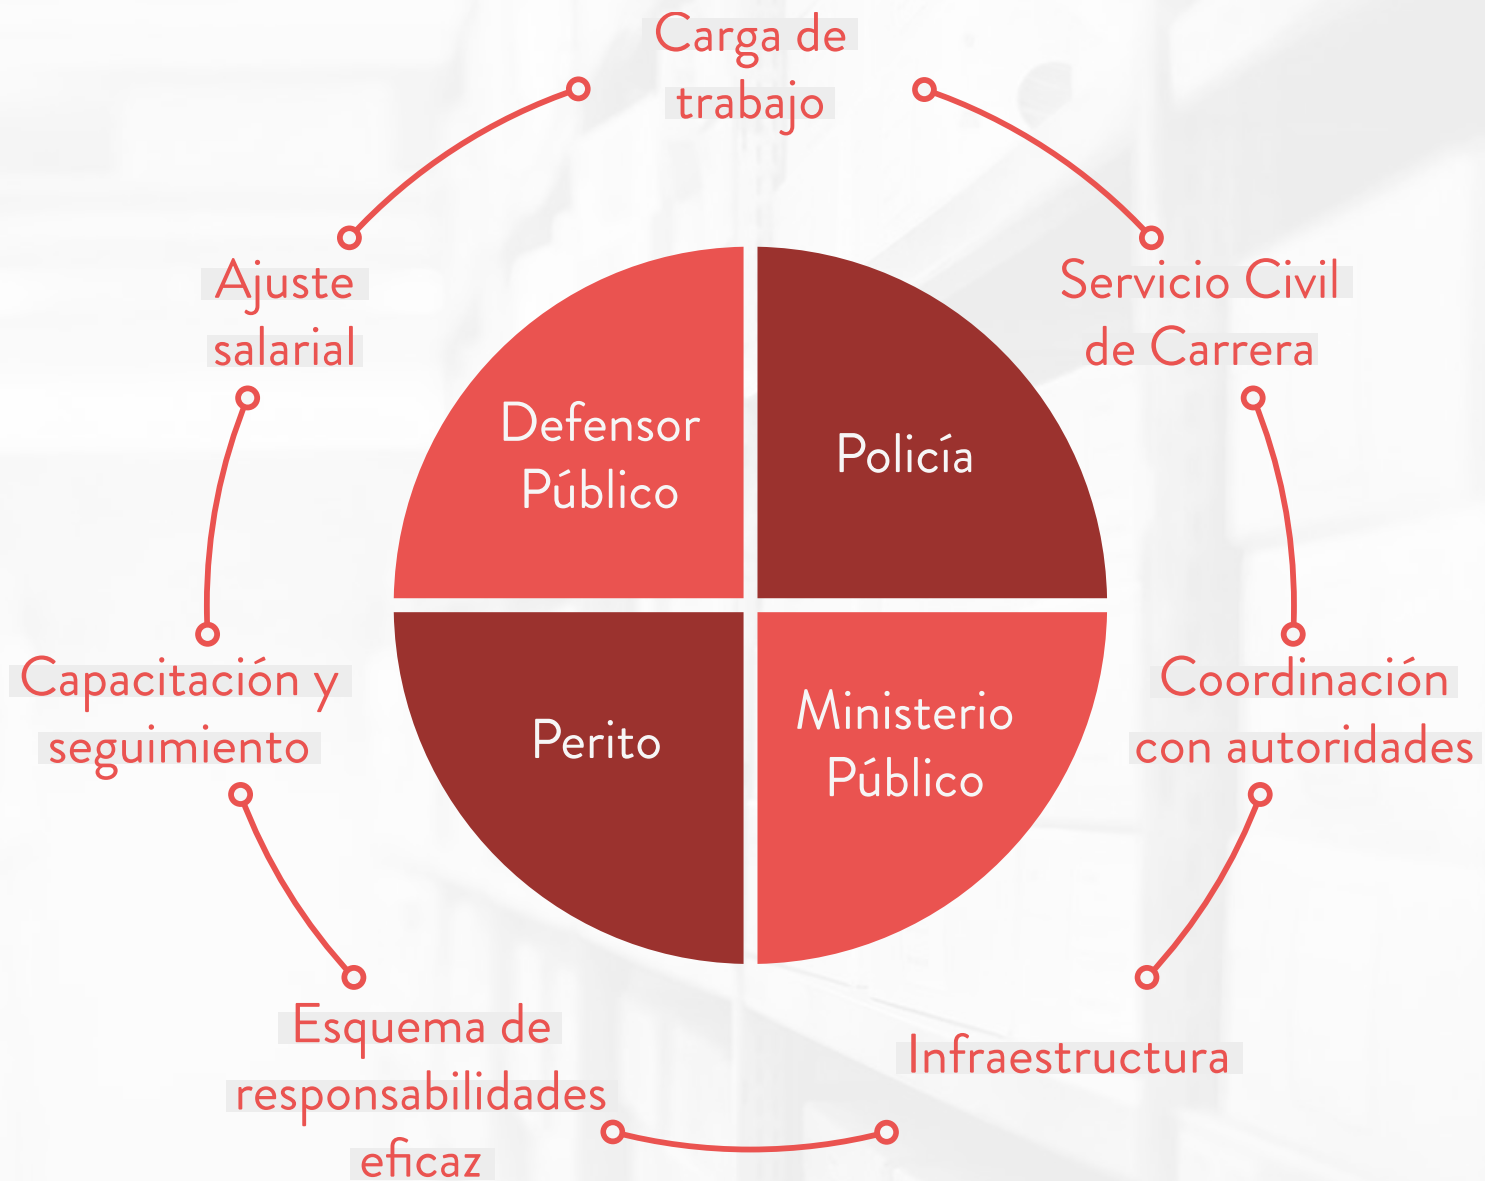 Carga de
trabajo
Ajuste
salarial
Servicio Civil
de Carrera
Defensor
Público
Policía
Capacitación y
seguimiento
Perito
Ministerio
Público
Coordinación
con autoridades
Esquema de
responsabilidades
eficaz
Infraestructura